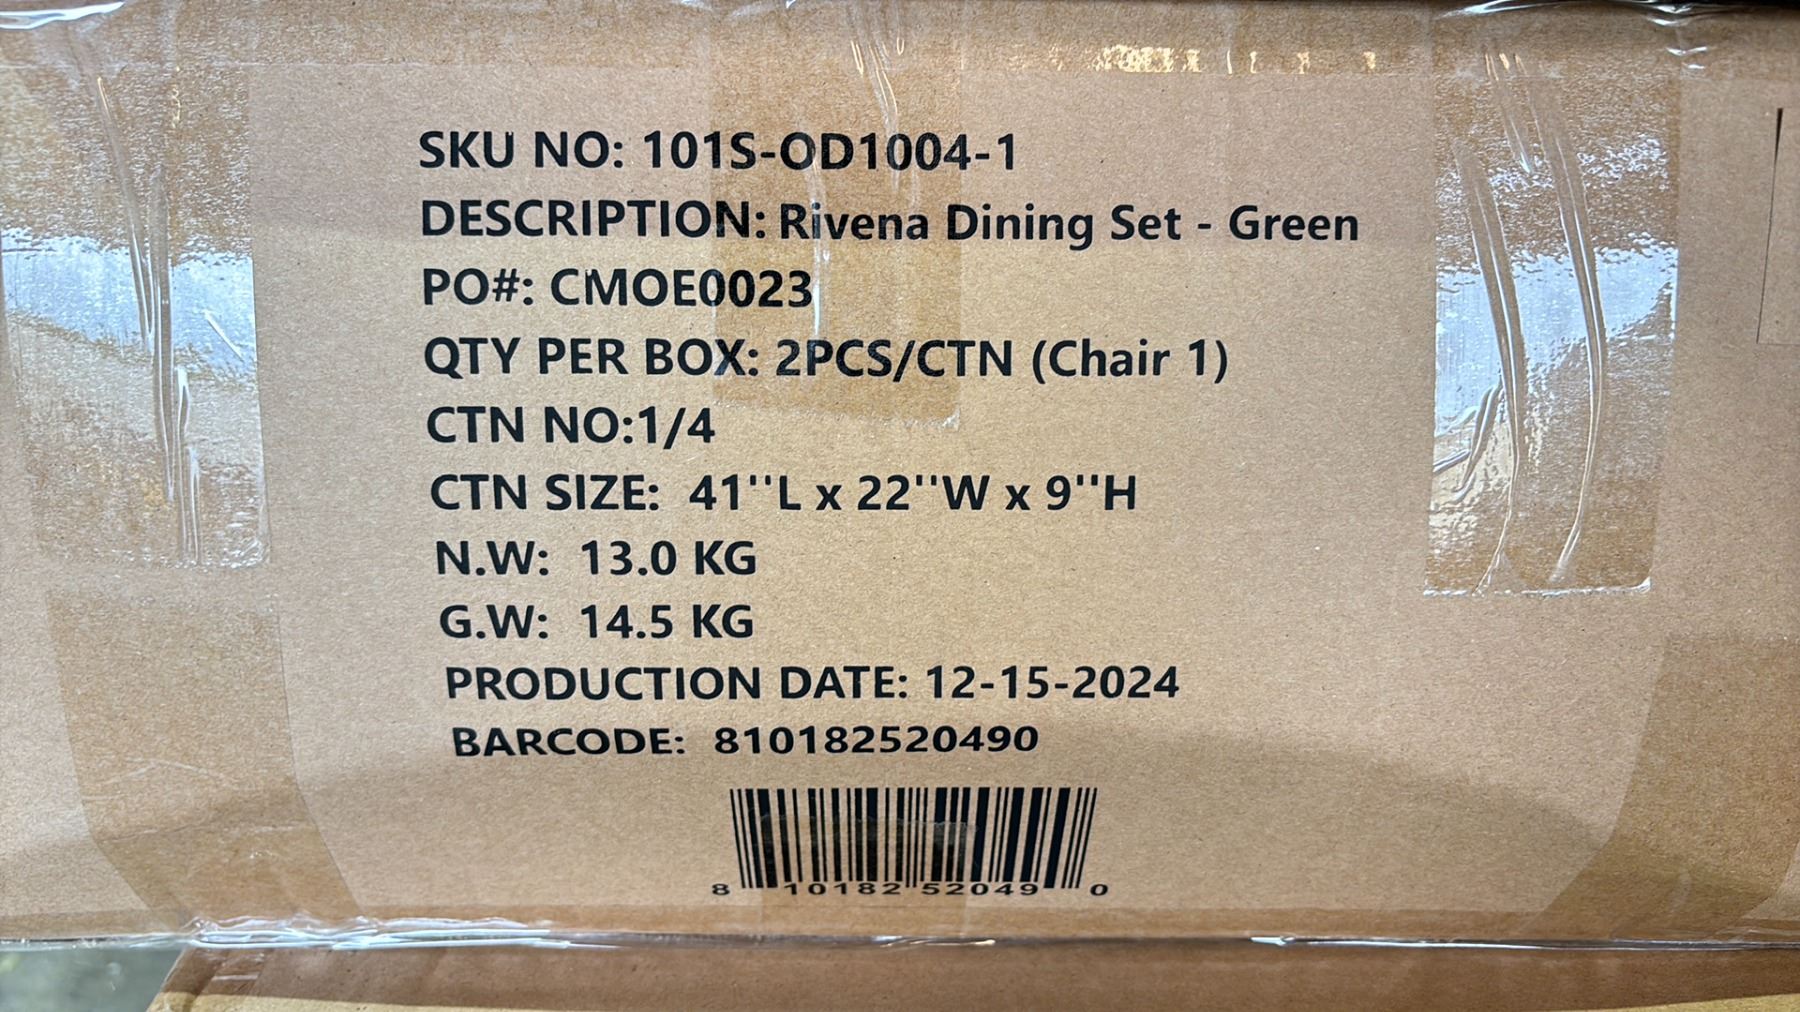 SKU NO: 101S-OD1004-1
DESCRIPTION: Rivena Dining Set - Green
PO#: CMOE0023
QTY PER BOX: 2PCS/CTN (Chair 1)
CTN NO:1/4
CTN SIZE: 41''L x 22''W x 9''H
N.W: 13.0 KG
G.W: 14.5 KG
PRODUCTION DATE: 12-15-2024
BARCODE: 810182520490
8 10182 52049 0